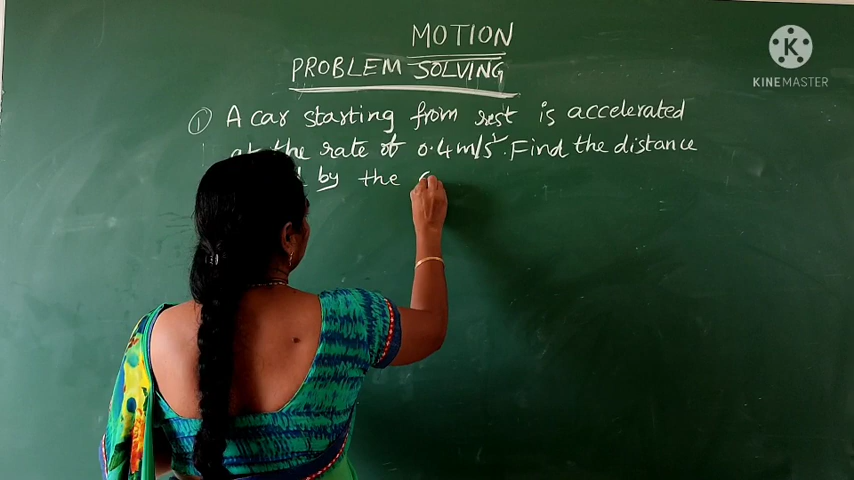 MOTION
PROBLEM SOLVING
① A car starting from rest is accelerated
at the rate of 0.4 m/s². Find the distance
by the
K
KINEMASTER